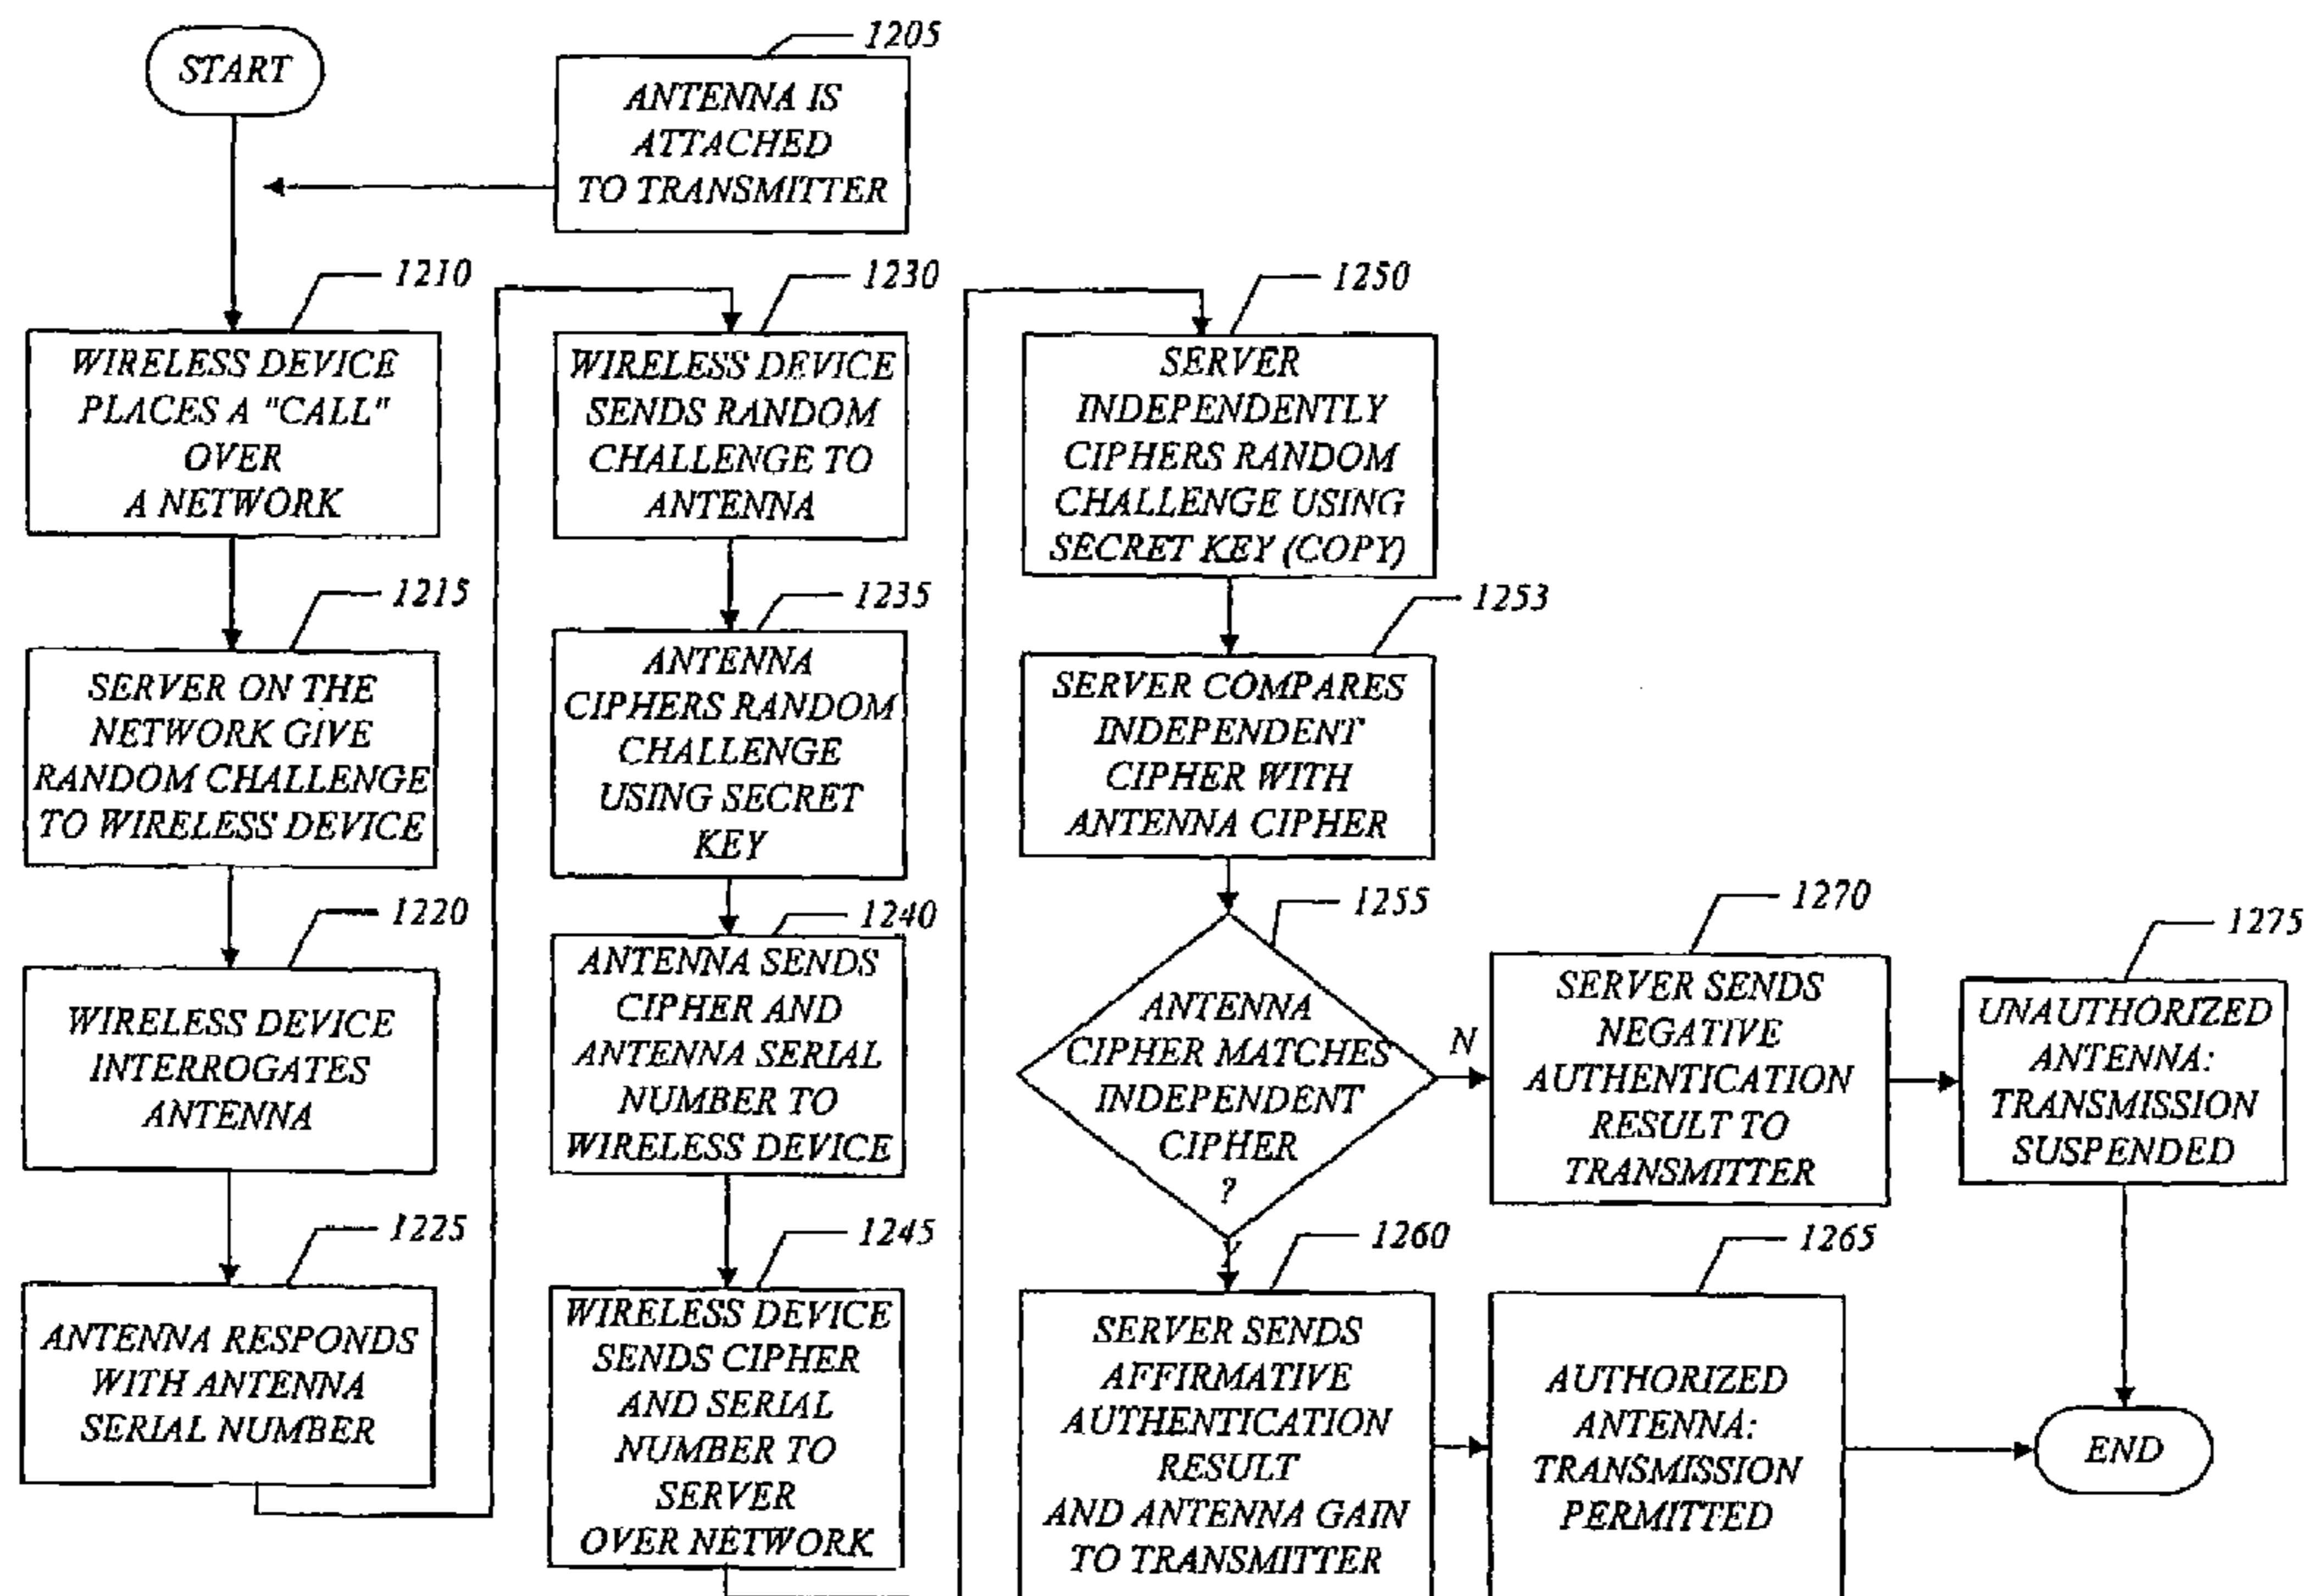 START
1205
ANTENNA IS
ATTACHED
TO TRANSMITTER
1210
WIRELESS DEVICE
PLACES A "CALL"
OVER
A NETWORK
1215
SERVER ON THE
NETWORK GIVE
RANDOM CHALLENGE
TO WIRELESS DEVICE
1220
WIRELESS DEVICE
INTERROGATES
ANTENNA
1225
ANTENNA RESPONDS
WITH ANTENNA
SERIAL NUMBER
1230
WIRELESS DEVICE
SENDS RANDOM
CHALLENGE TO
ANTENNA
1235
ANTENNA
CIPHERS RANDOM
CHALLENGE
USING SECRET
KEY
1240
ANTENNA SENDS
CIPHER AND
ANTENNA SERIAL
NUMBER TO
WIRELESS DEVICE
1245
WIRELESS DEVICE
SENDS CIPHER
AND SERIAL
NUMBER TO
SERVER
OVER NETWORK
1250
SERVER
INDEPENDENTLY
CIPHERS RANDOM
CHALLENGE USING
SECRET KEY (COPY)
1253
SERVER COMPARES
INDEPENDENT
CIPHER WITH
ANTENNA CIPHER
1255
ANTENNA
CIPHER MATCHES
INDEPENDENT
CIPHER
?
N
Y
1260
SERVER SENDS
AFFIRMATIVE
AUTHENTICATION
RESULT
AND ANTENNA GAIN
TO TRANSMITTER
1265
AUTHORIZED
ANTENNA:
TRANSMISSION
PERMITTED
1270
SERVER SENDS
NEGATIVE
AUTHENTICATION
RESULT TO
TRANSMITTER
1275
UNAUTHORIZED
ANTENNA:
TRANSMISSION
SUSPENDED
END